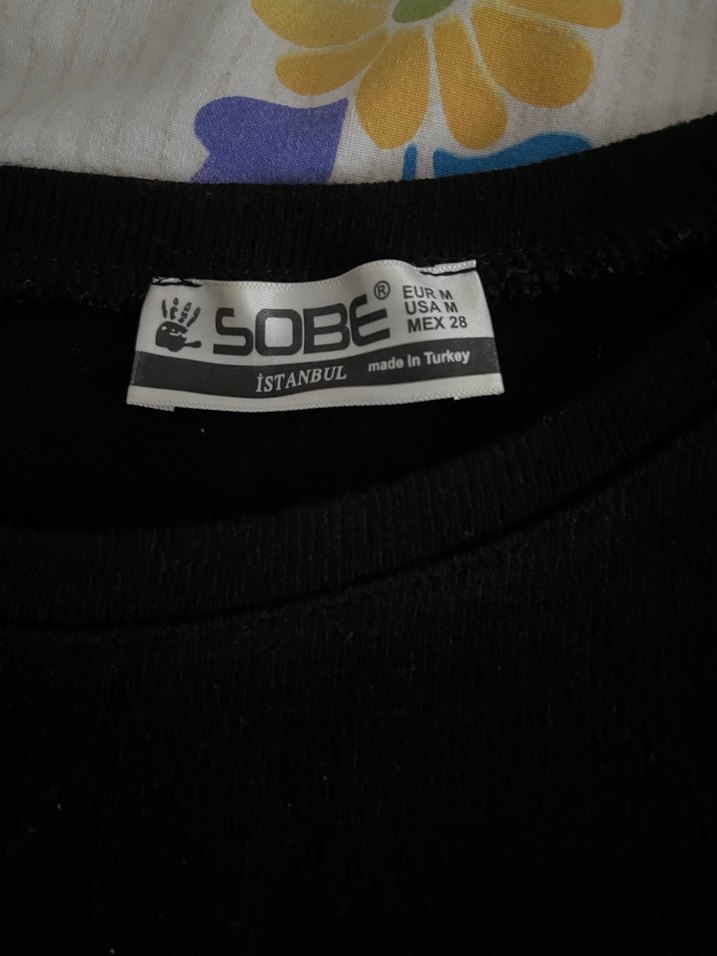 SOBE®
EUR M
USA M
MEX 28
İSTANBUL made In Turkey